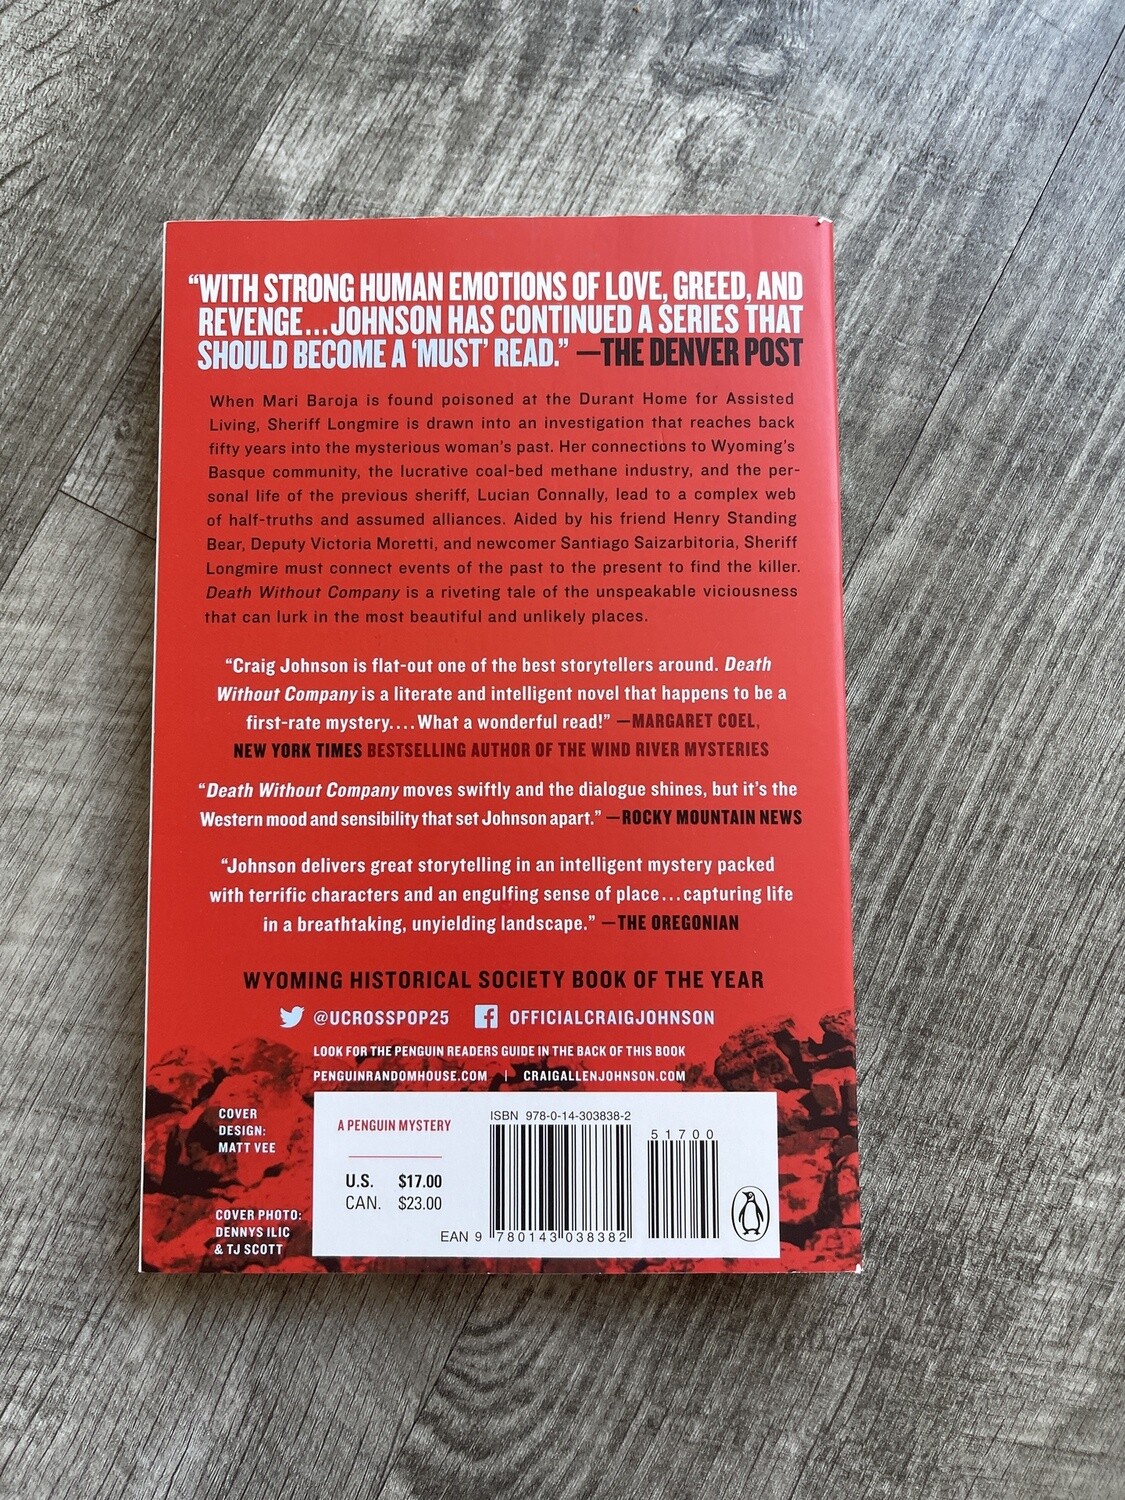 “WITH STRONG HUMAN EMOTIONS OF LOVE, GREED, AND
REVENGE...JOHNSON HAS CONTINUED A SERIES THAT
SHOULD BECOME A ‘MUST’ READ.” —THE DENVER POST
When Mari Baroja is found poisoned at the Durant Home for Assisted
Living, Sheriff Longmire is drawn into an investigation that reaches back
fifty years into the mysterious woman’s past. Her connections to Wyoming’s
Basque community, the lucrative coal-bed methane industry, and the per-
sonal life of the previous sheriff, Lucian Connally, lead to a complex web
of half-truths and assumed alliances. Aided by his friend Henry Standing
Bear, Deputy Victoria Moretti, and newcomer Santiago Saizarbitoria, Sheriff
Longmire must connect events of the past to the present to find the killer.
Death Without Company is a riveting tale of the unspeakable viciousness
that can lurk in the most beautiful and unlikely places.
“Craig Johnson is flat-out one of the best storytellers around. Death
Without Company is a literate and intelligent novel that happens to be a
first-rate mystery....What a wonderful read!” —MARGARET COEL,
NEW YORK TIMES BESTSELLING AUTHOR OF THE WIND RIVER MYSTERIES
“Death Without Company moves swiftly and the dialogue shines, but it’s the
Western mood and sensibility that set Johnson apart.” —ROCKY MOUNTAIN NEWS
“Johnson delivers great storytelling in an intelligent mystery packed
with terrific characters and an engulfing sense of place...capturing life
in a breathtaking, unyielding landscape.” —THE OREGONIAN
WYOMING HISTORICAL SOCIETY BOOK OF THE YEAR
@UCROSSPOP25 OFFICIALCRAIGJOHNSON
LOOK FOR THE PENGUIN READERS GUIDE IN THE BACK OF THIS BOOK
PENGUINRANDOMHOUSE.COM | CRAIGALLENJOHNSON.COM
COVER
DESIGN:
MATT VEE
COVER PHOTO:
DENNYS ILIC
& TJ SCOTT
A PENGUIN MYSTERY
U.S. $17.00
CAN. $23.00
ISBN 978-0-14-303838-2
51700
EAN 9 780143 038382